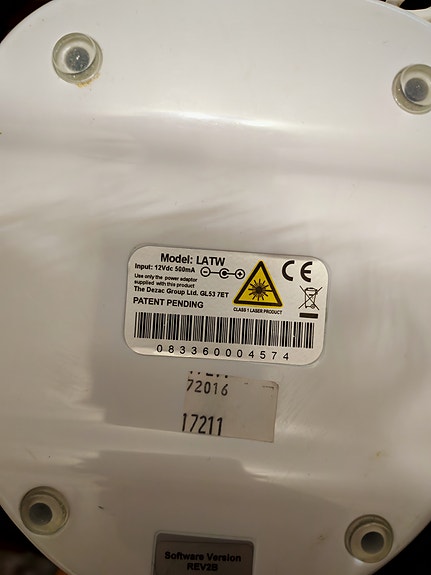 Model: LATW
Input: 12Vdc 500mA
Use only the power adaptor
supplied with this product
The Dezac Group Ltd. GL53 7ET
PATENT PENDING
CE
CLASS 1 LASER PRODUCT
083360004574
72016
17211
Software Version
REV2B